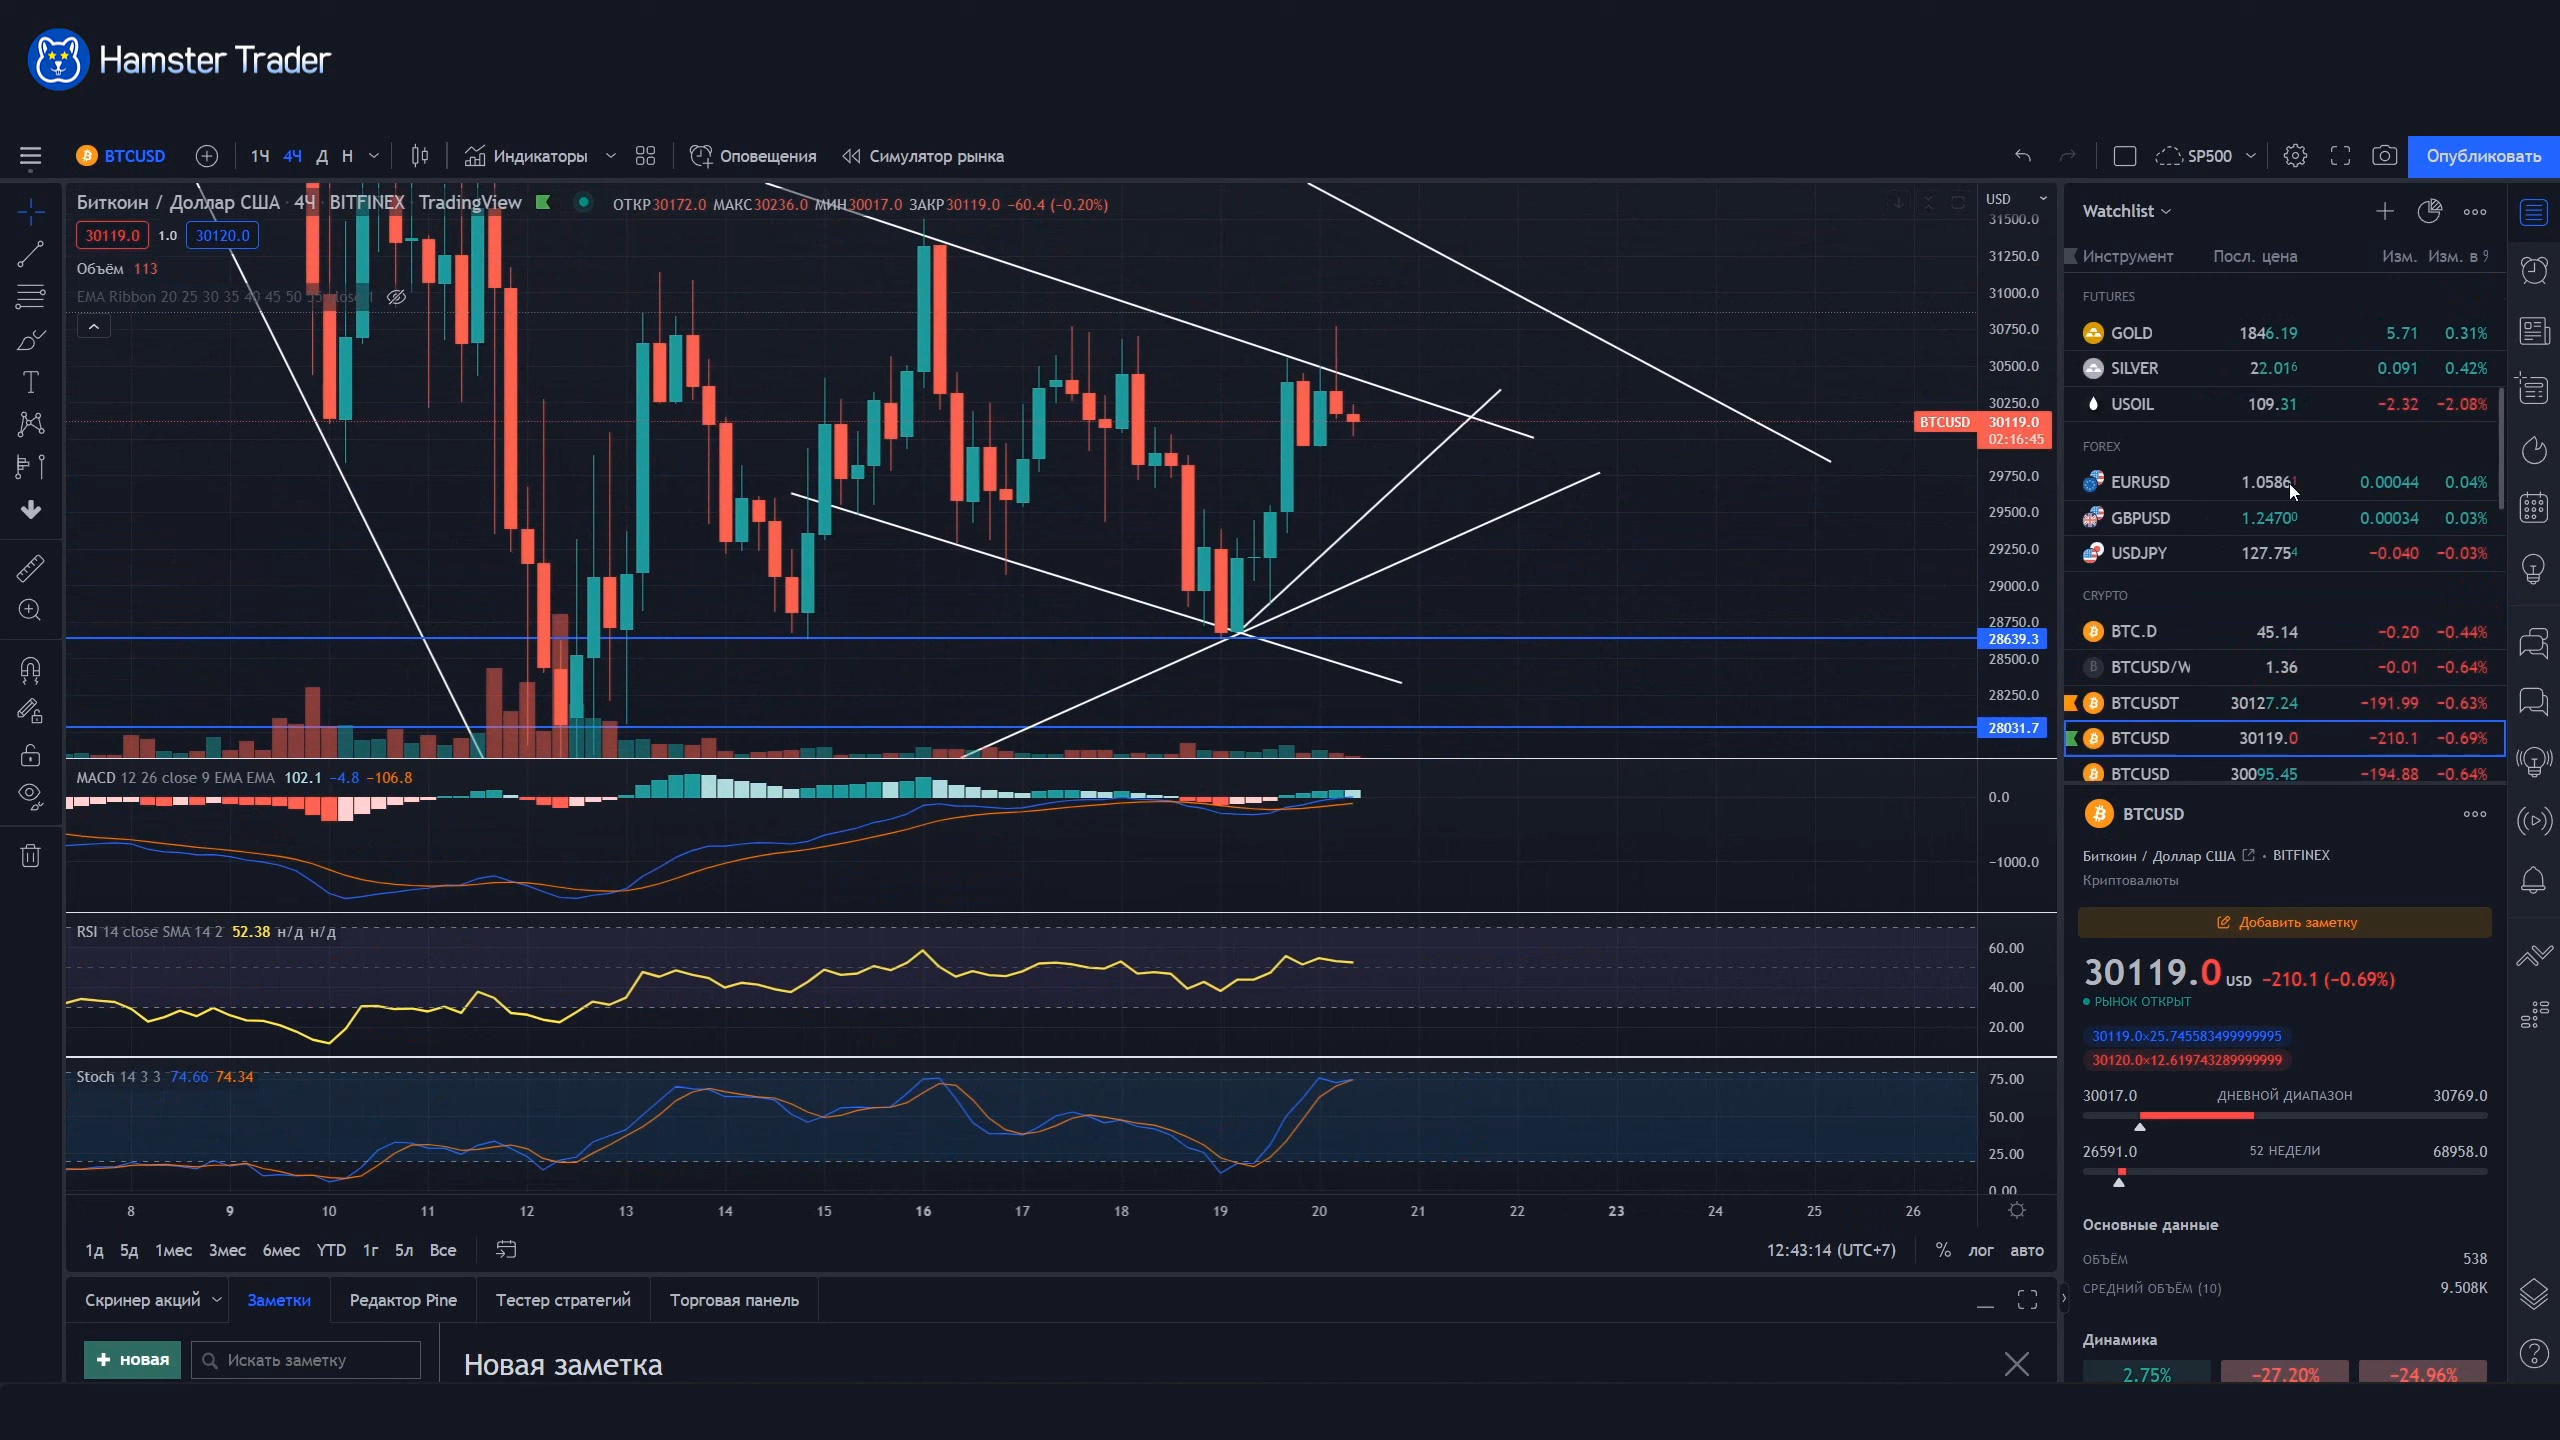 Hamster Trader
BTCUSD 1Ч 4Ч Д Н Индикаторы Оповещения Симулятор рынка SP500 Опубликовать
Биткоин / Доллар США · 4Ч · BITFINEX · TradingView ОТКР30172.0 МАКС30236.0 МИН30017.0 ЗАКР30119.0 −60.4 (−0.20%)
30119.0 1.0 30120.0
Объём 113
EMA Ribbon 20 25 30 35 40 45 50
USD
31500.0
31250.0
31000.0
30750.0
30500.0
30250.0
BTCUSD 30119.0
02:16:45
29750.0
29500.0
29250.0
29000.0
28750.0
28639.3
28500.0
28250.0
28031.7
MACD 12 26 close 9 EMA EMA 102.1 −4.8 −106.8
0.0
−1000.0
RSI 14 close SMA 14 2 52.38 н/д н/д
60.00
40.00
20.00
Stoch 14 3 3 74.66 74.34
75.00
50.00
25.00
0.00
8 9 10 11 12 13 14 15 16 17 18 19 20 21 22 23 24 25 26
1д 5д 1мес 3мес 6мес YTD 1г 5л Все 12:43:14 (UTC+7) % лог авто
Скринер акций Заметки Редактор Pine Тестер стратегий Торговая панель
+ новая Искать заметку Новая заметка
Watchlist
Инструмент Посл. цена Изм. Изм. в
FUTURES
GOLD 1846.19 5.71 0.31%
SILVER 22.016 0.091 0.42%
USOIL 109.31 −2.32 −2.08%
FOREX
EURUSD 1.05861 0.00044 0.04%
GBPUSD 1.24700 0.00034 0.03%
USDJPY 127.754 −0.040 −0.03%
CRYPTO
BTC.D 45.14 −0.20 −0.44%
BTCUSD/W 1.36 −0.01 −0.64%
BTCUSDT 30127.24 −191.99 −0.63%
BTCUSD 30119.0 −210.1 −0.69%
BTCUSD 30095.45 −194.88 −0.64%
BTCUSD
Биткоин / Доллар США · BITFINEX
Криптовалюты
Добавить заметку
30119.0 USD −210.1 (−0.69%)
РЫНОК ОТКРЫТ
30119.0×25.745583499999995
30120.0×12.619743289999999
30017.0 ДНЕВНОЙ ДИАПАЗОН 30769.0
26591.0 52 НЕДЕЛИ 68958.0
Основные данные
ОБЪЁМ 538
СРЕДНИЙ ОБЪЁМ (10) 9.508K
Динамика
2.75% −27.20% −24.96%